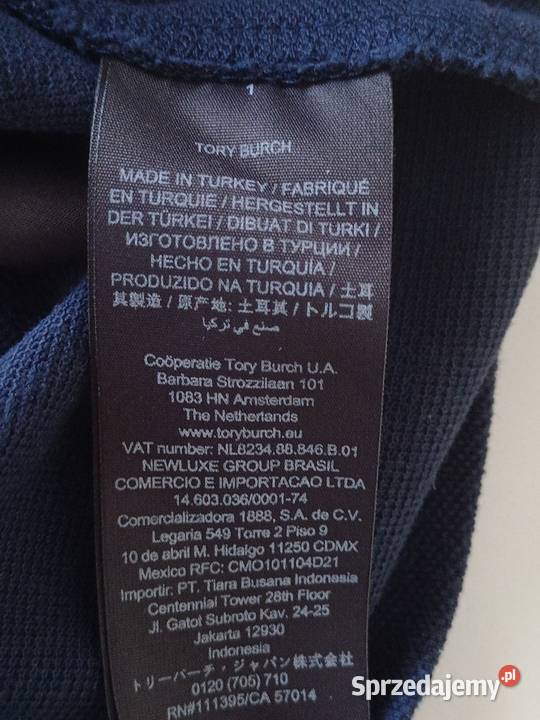 1
TORY BURCH
MADE IN TURKEY / FABRIQUÉ
EN TURQUIE / HERGESTELLT IN
DER TÜRKEI / DIBUAT DI TURKI /
ИЗГОТОВЛЕНО В ТУРЦИИ /
HECHO EN TURQUÍA /
PRODUZIDO NA TURQUIA / 土耳
其製造 / 原产地: 土耳其 / トルコ製
صنع في تركيا
Coöperatie Tory Burch U.A.
Barbara Strozzilaan 101
1083 HN Amsterdam
The Netherlands
www.toryburch.eu
VAT number: NL8234.88.846.B.01
NEWLUXE GROUP BRASIL
COMERCIO E IMPORTACAO LTDA
14.603.036/0001-74
Comercializadora 1888, S.A. de C.V.
Legaria 549 Torre 2 Piso 9
10 de abril M. Hidalgo 11250 CDMX
Mexico RFC: CMO101104D21
Importir: PT. Tiara Busana Indonesia
Centennial Tower 28th Floor
Jl. Gatot Subroto Kav. 24-25
Jakarta 12930
Indonesia
トリーバーチ・ジャパン株式会社
0120 (705) 710
RN#111395/CA 57014
Sprzedajemy.pl